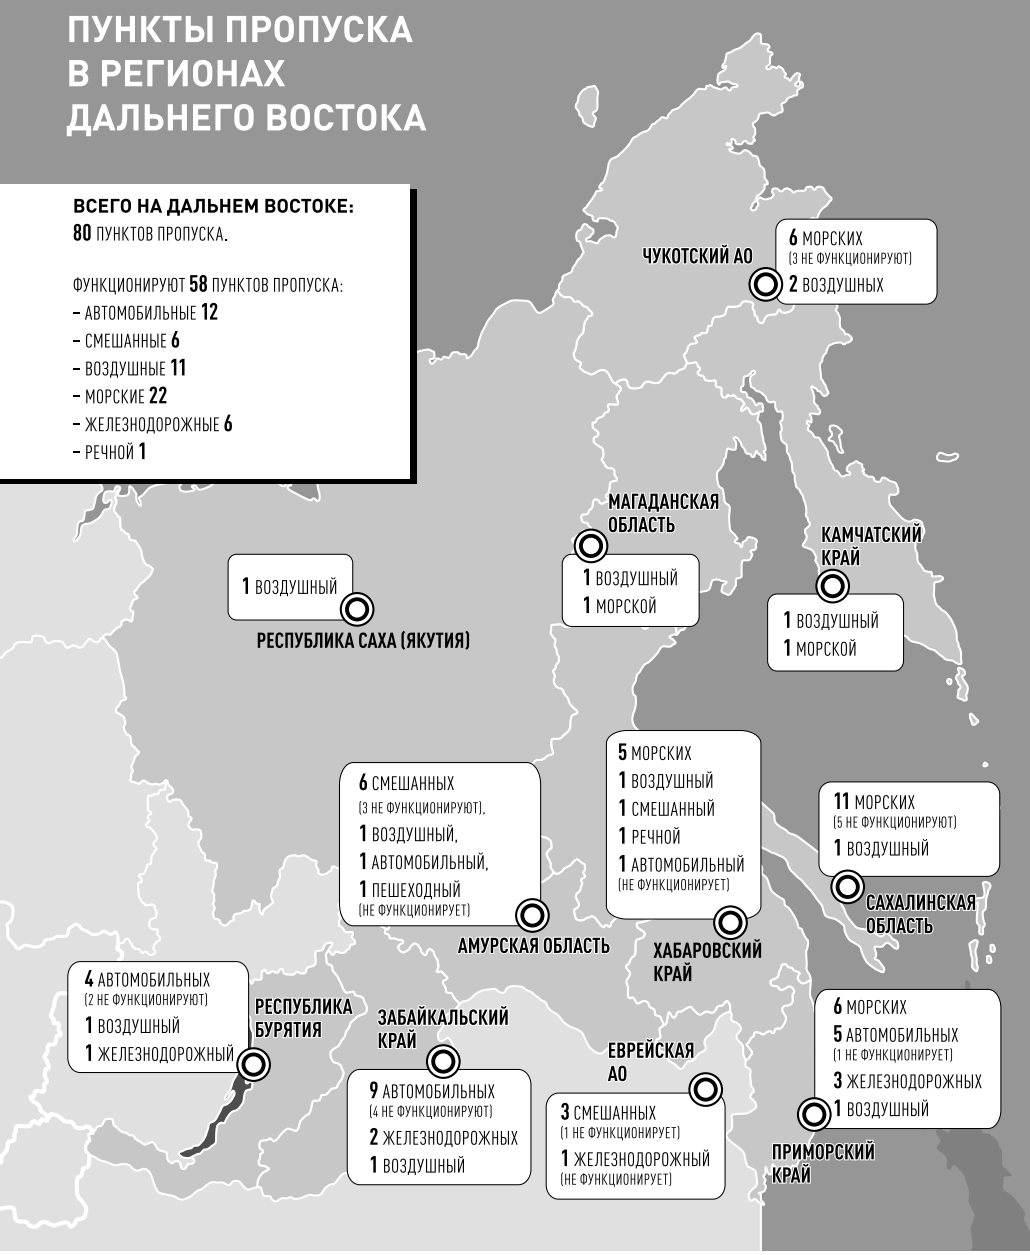 ПУНКТЫ ПРОПУСКА
В РЕГИОНАХ
ДАЛЬНЕГО ВОСТОКА
ВСЕГО НА ДАЛЬНЕМ ВОСТОКЕ:
80 ПУНКТОВ ПРОПУСКА.
ФУНКЦИОНИРУЮТ 58 ПУНКТОВ ПРОПУСКА:
– АВТОМОБИЛЬНЫЕ 12
– СМЕШАННЫЕ 6
– ВОЗДУШНЫЕ 11
– МОРСКИЕ 22
– ЖЕЛЕЗНОДОРОЖНЫЕ 6
– РЕЧНОЙ 1
ЧУКОТСКИЙ АО
6 МОРСКИХ
(3 НЕ ФУНКЦИОНИРУЮТ)
2 ВОЗДУШНЫХ
МАГАДАНСКАЯ
ОБЛАСТЬ
1 ВОЗДУШНЫЙ
1 МОРСКОЙ
КАМЧАТСКИЙ
КРАЙ
1 ВОЗДУШНЫЙ
1 МОРСКОЙ
1 ВОЗДУШНЫЙ
РЕСПУБЛИКА САХА (ЯКУТИЯ)
6 СМЕШАННЫХ
(3 НЕ ФУНКЦИОНИРУЮТ),
1 ВОЗДУШНЫЙ,
1 АВТОМОБИЛЬНЫЙ,
1 ПЕШЕХОДНЫЙ
(НЕ ФУНКЦИОНИРУЕТ)
АМУРСКАЯ ОБЛАСТЬ
5 МОРСКИХ
1 ВОЗДУШНЫЙ
1 СМЕШАННЫЙ
1 РЕЧНОЙ
1 АВТОМОБИЛЬНЫЙ
(НЕ ФУНКЦИОНИРУЕТ)
ХАБАРОВСКИЙ
КРАЙ
11 МОРСКИХ
(5 НЕ ФУНКЦИОНИРУЮТ)
1 ВОЗДУШНЫЙ
САХАЛИНСКАЯ
ОБЛАСТЬ
4 АВТОМОБИЛЬНЫХ
(2 НЕ ФУНКЦИОНИРУЮТ)
1 ВОЗДУШНЫЙ
1 ЖЕЛЕЗНОДОРОЖНЫЙ
РЕСПУБЛИКА
БУРЯТИЯ
ЗАБАЙКАЛЬСКИЙ
КРАЙ
9 АВТОМОБИЛЬНЫХ
(4 НЕ ФУНКЦИОНИРУЮТ)
2 ЖЕЛЕЗНОДОРОЖНЫХ
1 ВОЗДУШНЫЙ
ЕВРЕЙСКАЯ
АО
3 СМЕШАННЫХ
(1 НЕ ФУНКЦИОНИРУЕТ)
1 ЖЕЛЕЗНОДОРОЖНЫЙ
(НЕ ФУНКЦИОНИРУЕТ)
6 МОРСКИХ
5 АВТОМОБИЛЬНЫХ
(1 НЕ ФУНКЦИОНИРУЕТ)
3 ЖЕЛЕЗНОДОРОЖНЫХ
1 ВОЗДУШНЫЙ
ПРИМОРСКИЙ
КРАЙ